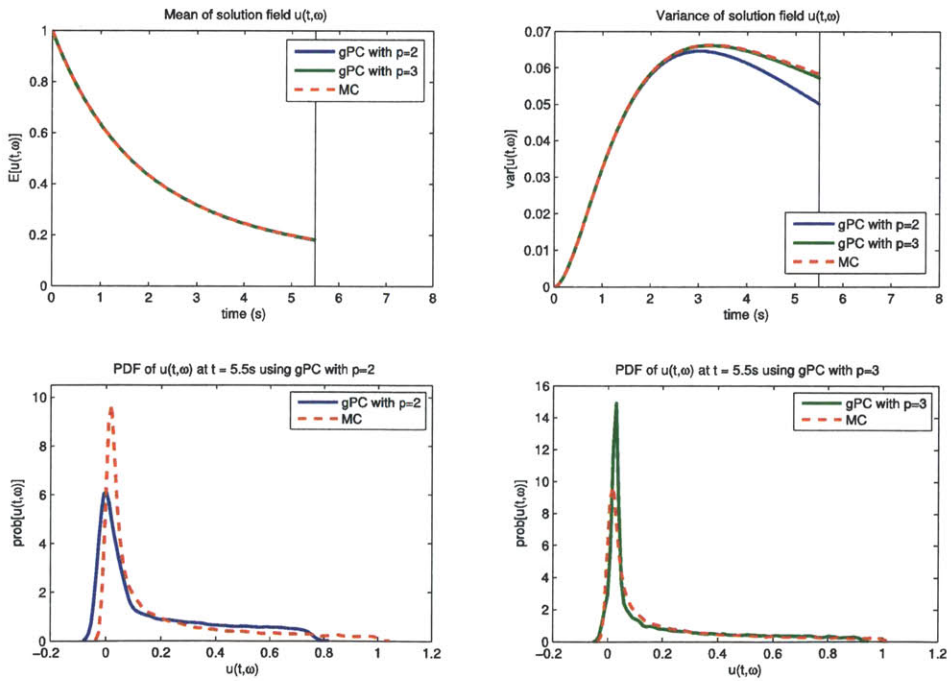 Mean of solution field u(t,ω)
1
0.8
0.6
0.4
0.2
0
E[u(t,ω)]
gPC with p=2
gPC with p=3
MC
0 1 2 3 4 5 6 7 8
time (s)
Variance of solution field u(t,ω)
0.07
0.06
0.05
0.04
0.03
0.02
0.01
0
var[u(t,ω)]
gPC with p=2
gPC with p=3
MC
0 1 2 3 4 5 6 7 8
time (s)
PDF of u(t,ω) at t = 5.5s using gPC with p=2
10
8
6
4
2
0
prob[u(t,ω)]
gPC with p=2
MC
−0.2 0 0.2 0.4 0.6 0.8 1 1.2
u(t,ω)
PDF of u(t,ω) at t = 5.5s using gPC with p=3
16
14
12
10
8
6
4
2
0
prob[u(t,ω)]
gPC with p=3
MC
−0.2 0 0.2 0.4 0.6 0.8 1 1.2
u(t,ω)